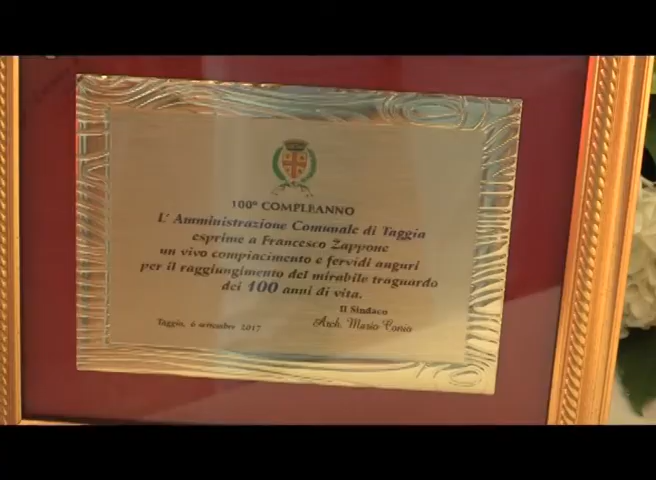 100° COMPLEANNO
L' Amministrazione Comunale di Taggia
esprime a Francesco Zappone
un vivo compiacimento e fervidi auguri
per il raggiungimento del mirabile traguardo
dei 100 anni di vita.
Il Sindaco
Taggia, 6 settembre 2017 Arch. Mario Conio